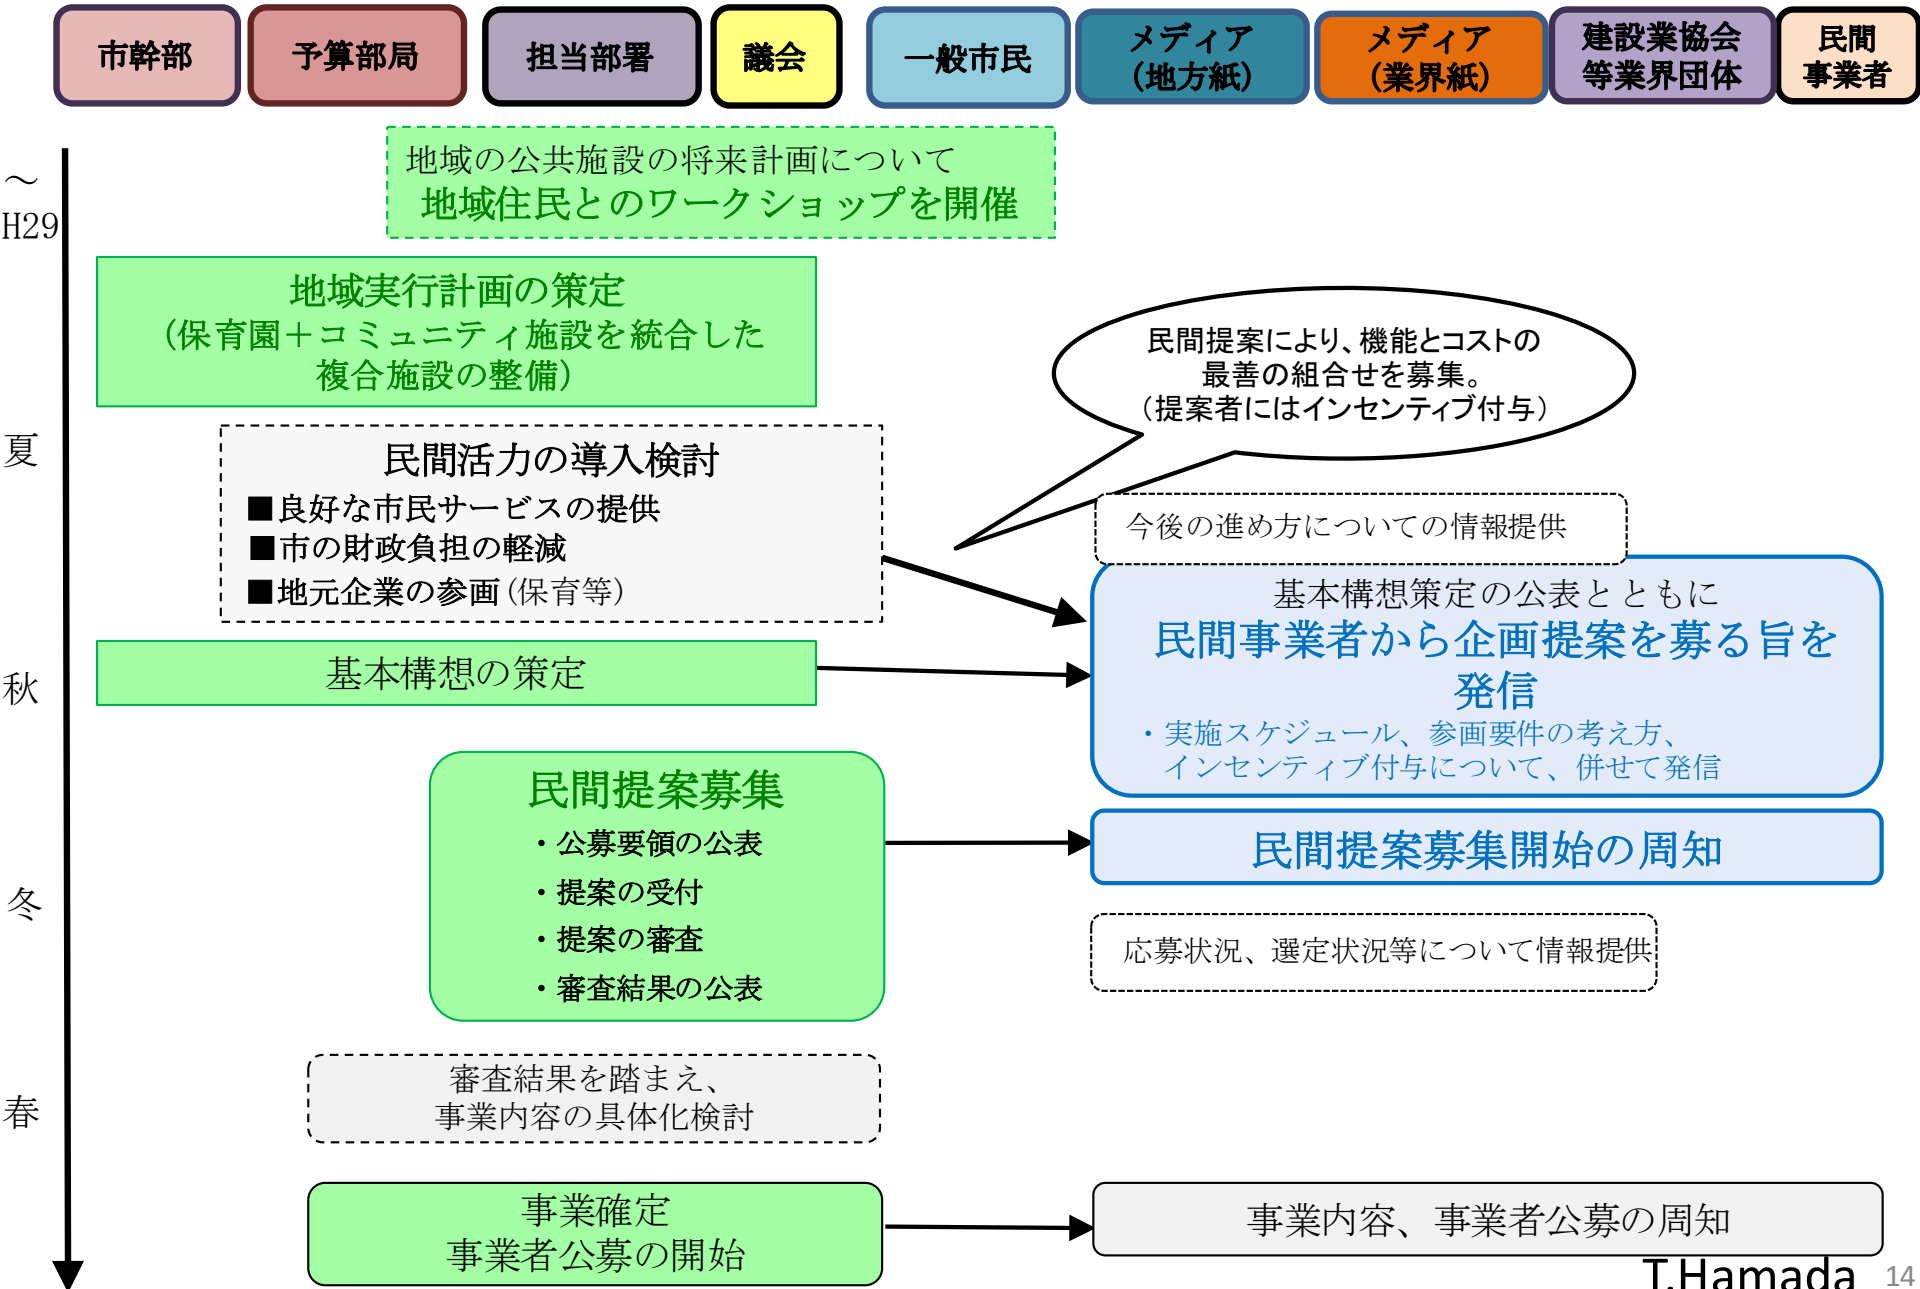 市幹部
予算部局
担当部署
議会
一般市民
メディア
(地方紙)
メディア
(業界紙)
建設業協会
等業界団体
民間
事業者
～
H29
地域の公共施設の将来計画について
地域住民とのワークショップを開催
地域実行計画の策定
(保育園＋コミュニティ施設を統合した
複合施設の整備)
民間提案により、機能とコストの
最善の組合せを募集。
（提案者にはインセンティブ付与）
夏
民間活力の導入検討
■良好な市民サービスの提供
■市の財政負担の軽減
■地元企業の参画(保育等)
今後の進め方についての情報提供
基本構想策定の公表とともに
民間事業者から企画提案を募る旨を
発信
・実施スケジュール、参画要件の考え方、
インセンティブ付与について、併せて発信
秋
基本構想の策定
民間提案募集
・公募要領の公表
・提案の受付
・提案の審査
・審査結果の公表
民間提案募集開始の周知
冬
応募状況、選定状況等について情報提供
春
審査結果を踏まえ、
事業内容の具体化検討
事業確定
事業者公募の開始
事業内容、事業者公募の周知
T.Hamada
14